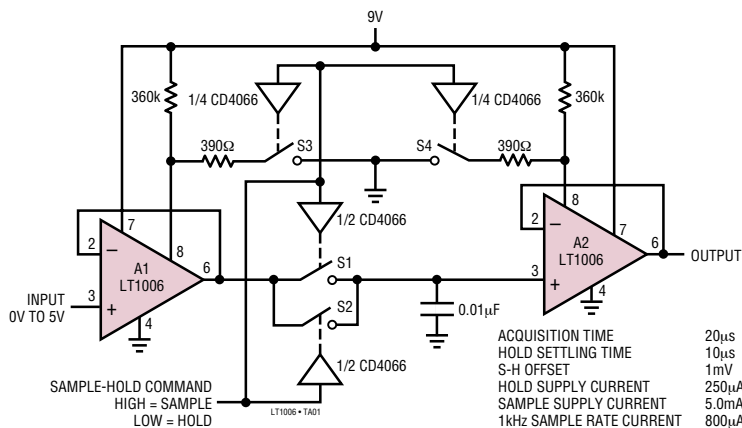 9V
360k
1/4 CD4066
1/4 CD4066
360k
390Ω
S3
S4
390Ω
8
7
2
–
A1
LT1006
3
+
4
6
8
7
2
–
A2
LT1006
3
+
4
6
OUTPUT
1/2 CD4066
S1
S2
0.01µF
1/2 CD4066
INPUT
0V TO 5V
SAMPLE-HOLD COMMAND
HIGH = SAMPLE
LOW = HOLD
LT1006 • TA01
ACQUISITION TIME 20µs
HOLD SETTLING TIME 10µs
S-H OFFSET 1mV
HOLD SUPPLY CURRENT 250µA
SAMPLE SUPPLY CURRENT 5.0mA
1kHz SAMPLE RATE CURRENT 800µA